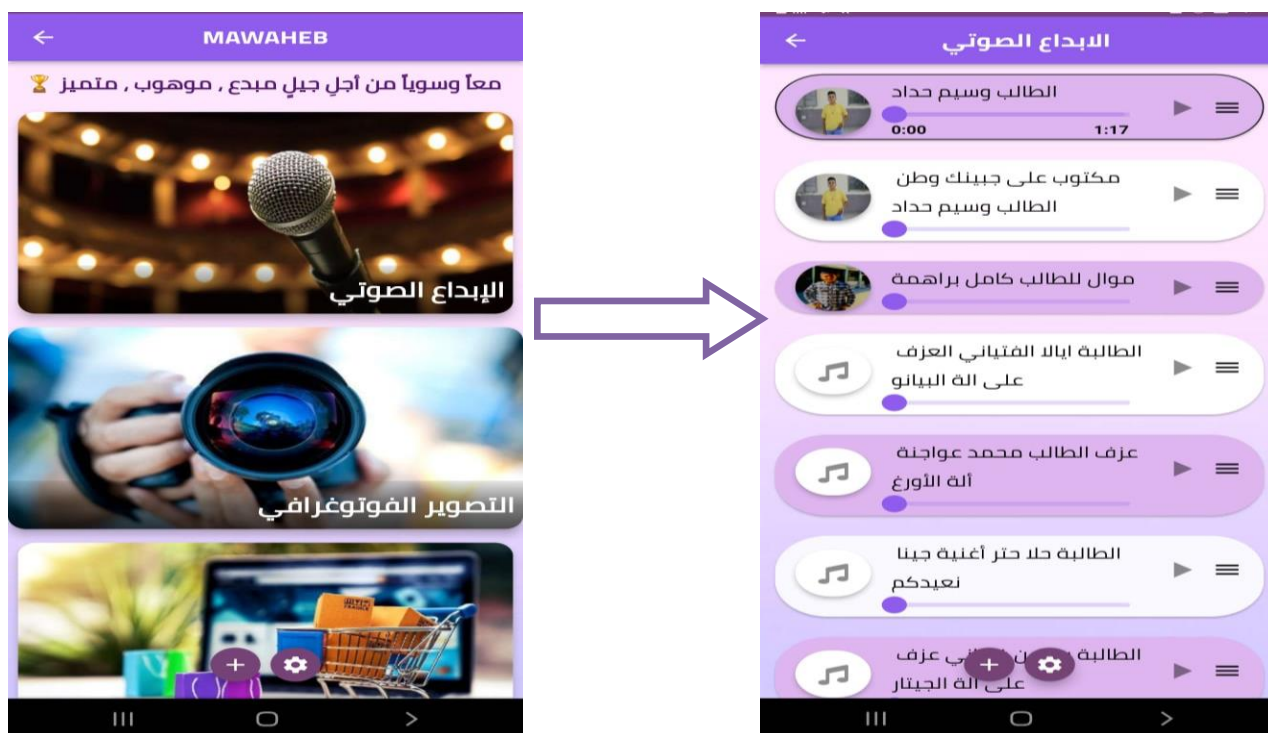 MAWAHEB
معاً وسوياً من أجلِ جيلٍ مبدع , موهوب , متميز
الإبداع الصوتي
التصوير الفوتوغرافي
الابداع الصوتي
الطالب وسيم حداد
0:00 1:17
مكتوب على جبينك وطن
الطالب وسيم حداد
موال للطالب كامل براهمة
الطالبة ايالا الفتياني العزف
على الة البيانو
عزف الطالب محمد عواجنة
ألة الأورغ
الطالبة حلا حتر أغنية جينا
نعيدكم
الطالبة عزف
على الة الجيتار